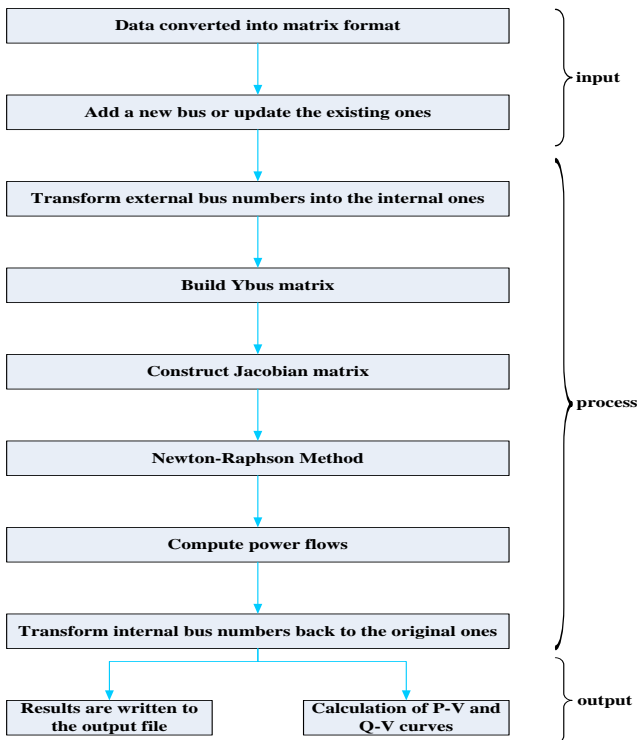 Data converted into matrix format
input
Add a new bus or update the existing ones
Transform external bus numbers into the internal ones
Build Ybus matrix
Construct Jacobian matrix
process
Newton-Raphson Method
Compute power flows
Transform internal bus numbers back to the original ones
Results are written to
the output file
Calculation of P-V and
Q-V curves
output